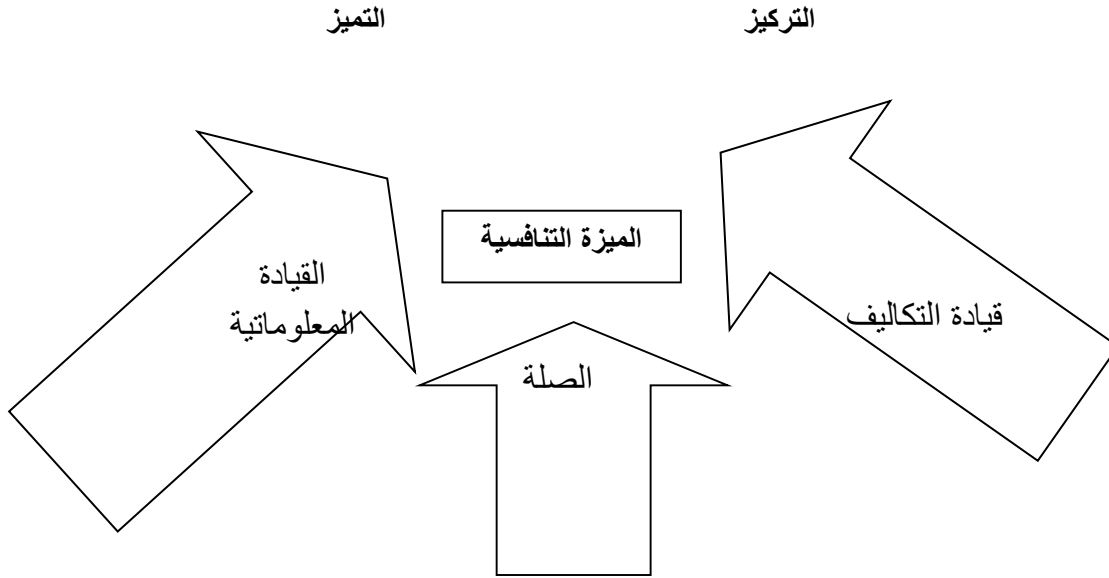 التركيز
التميز
الميزة التنافسية
قيادة التكاليف
القيادة
المعلوماتية
الصلة